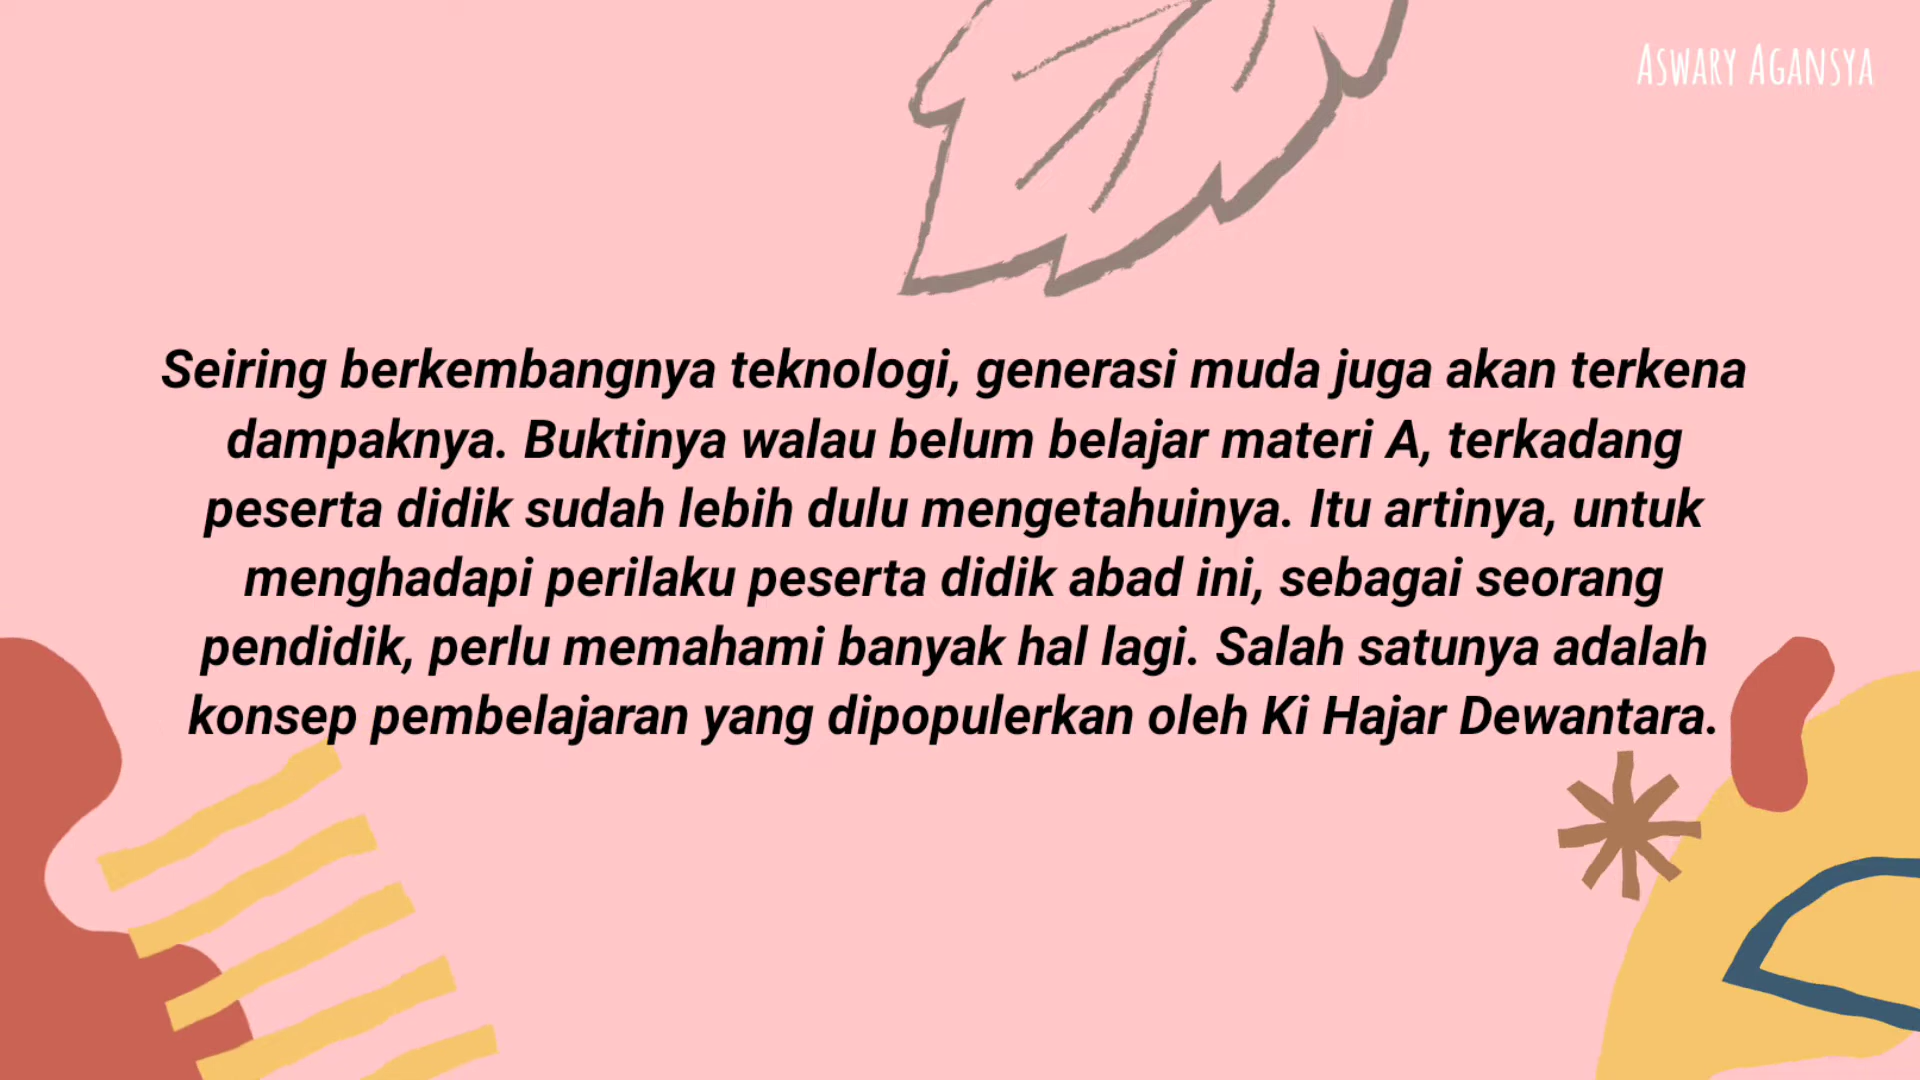 Aswary Agansya
Seiring berkembangnya teknologi, generasi muda juga akan terkena
dampaknya. Buktinya walau belum belajar materi A, terkadang
peserta didik sudah lebih dulu mengetahuinya. Itu artinya, untuk
menghadapi perilaku peserta didik abad ini, sebagai seorang
pendidik, perlu memahami banyak hal lagi. Salah satunya adalah
konsep pembelajaran yang dipopulerkan oleh Ki Hajar Dewantara.